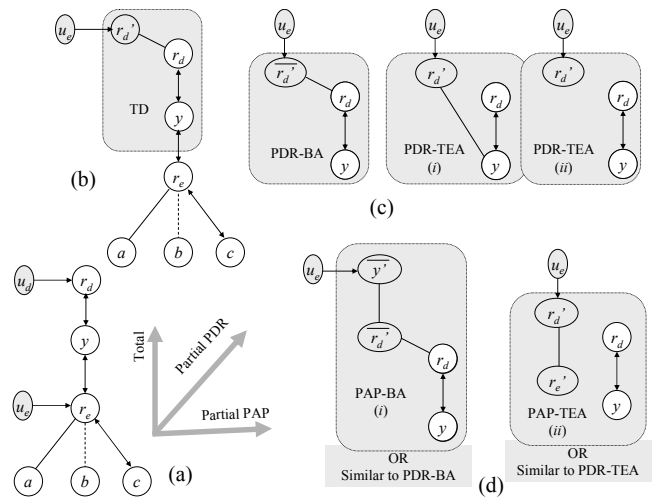 u_e
r_d'
r_d
TD
y
(b)
r_e
a
b
c
u_e
r_d'
r_d
PDR-BA
y
u_e
r_d'
r_d
PDR-TEA
(i)
y
u_e
r_d'
r_d
PDR-TEA
(ii)
y
(c)
u_d
r_d
y
u_e
r_e
a
b
c
(a)
Total
Partial PDR
Partial PAP
u_e
y'
r_d'
r_d
PAP-BA
(i)
y
OR
Similar to PDR-BA
u_e
r_d'
r_d
r_e'
PAP-TEA
(ii)
y
OR
Similar to PDR-TEA
(d)